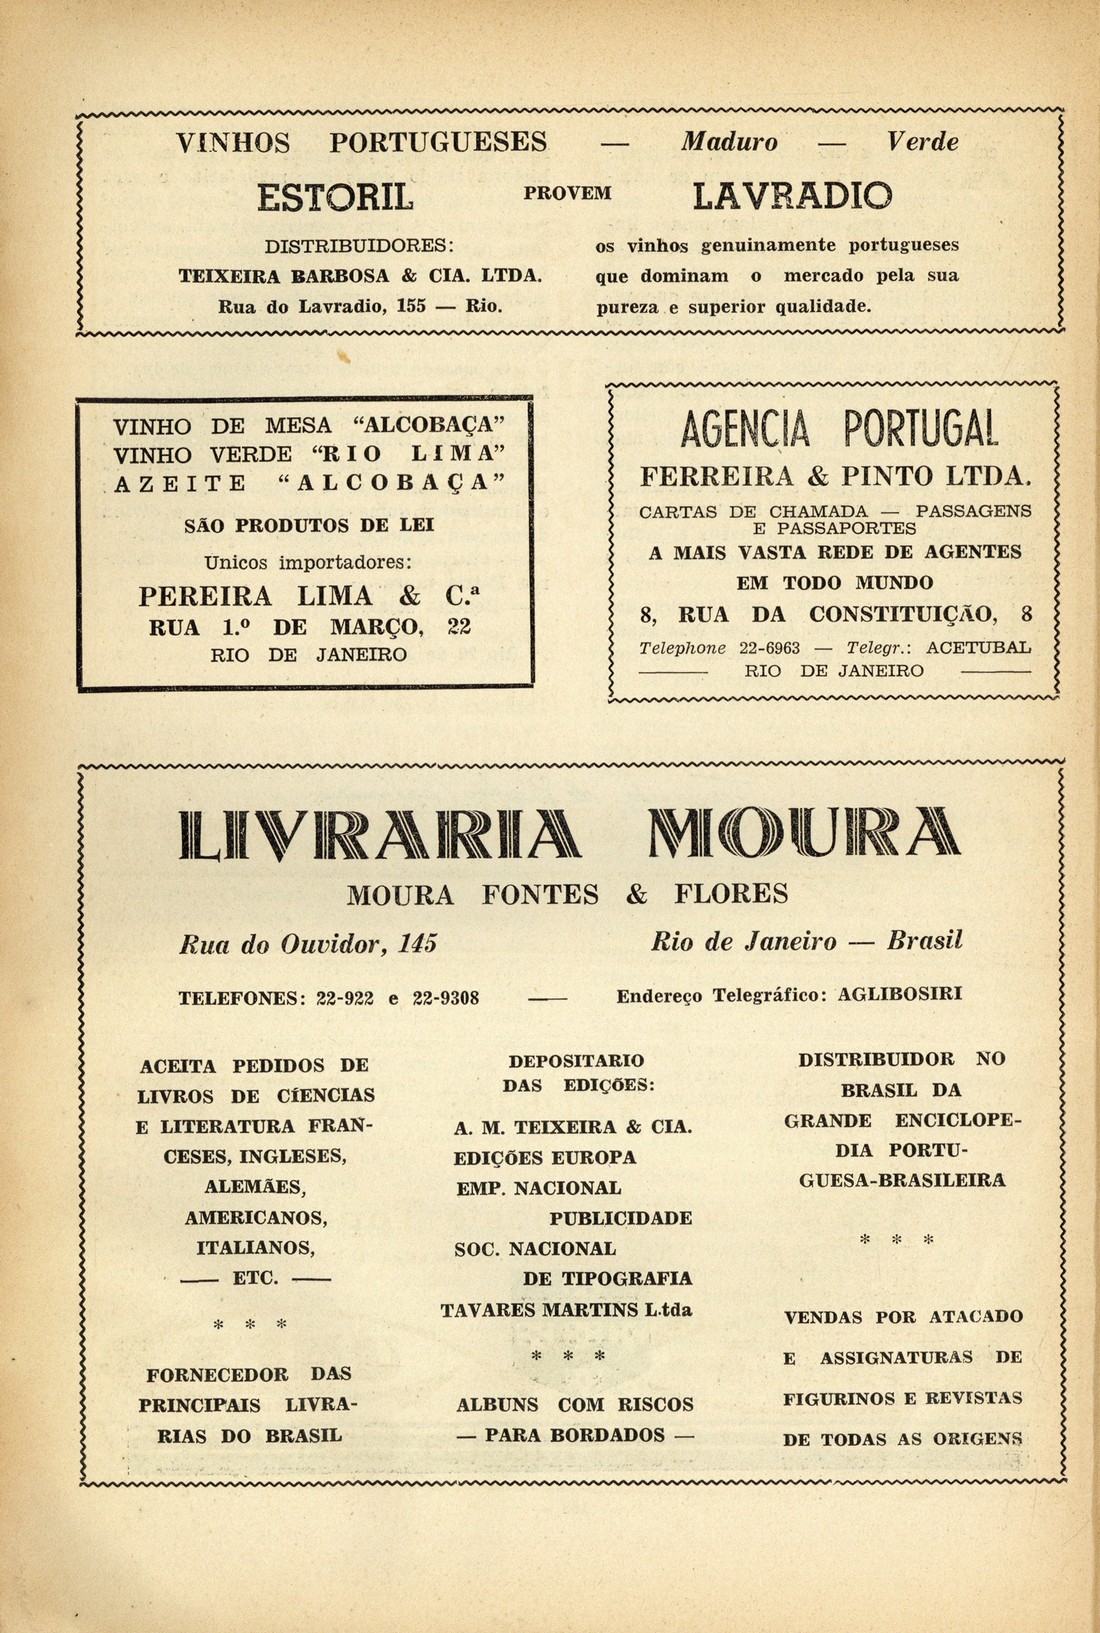 VINHOS PORTUGUESES — Maduro — Verde
ESTORIL PROVEM LAVRADIO
DISTRIBUIDORES:
TEIXEIRA BARBOSA & CIA. LTDA.
Rua do Lavradio, 155 — Rio.
os vinhos genuinamente portugueses
que dominam o mercado pela sua
pureza e superior qualidade.
VINHO DE MESA “ALCOBAÇA”
VINHO VERDE “RIO LIMA”
AZEITE “ALCOBAÇA”
SÃO PRODUTOS DE LEI
Unicos importadores:
PEREIRA LIMA & C.ª
RUA 1.º DE MARÇO, 22
RIO DE JANEIRO
AGENCIA PORTUGAL
FERREIRA & PINTO LTDA.
CARTAS DE CHAMADA — PASSAGENS
E PASSAPORTES
A MAIS VASTA REDE DE AGENTES
EM TODO MUNDO
8, RUA DA CONSTITUIÇÃO, 8
Telephone 22-6963 — Telegr.: ACETUBAL
—— RIO DE JANEIRO ——
LIVRARIA MOURA
MOURA FONTES & FLORES
Rua do Ouvidor, 145 Rio de Janeiro — Brasil
TELEFONES: 22-922 e 22-9308 — Endereço Telegráfico: AGLIBOSIRI
ACEITA PEDIDOS DE
LIVROS DE CÍENCIAS
E LITERATURA FRAN-
CESES, INGLESES,
ALEMÃES,
AMERICANOS,
ITALIANOS,
—— ETC. ——
* * *
FORNECEDOR DAS
PRINCIPAIS LIVRA-
RIAS DO BRASIL
DEPOSITARIO
DAS EDIÇÕES:
A. M. TEIXEIRA & CIA.
EDIÇÕES EUROPA
EMP. NACIONAL
PUBLICIDADE
SOC. NACIONAL
DE TIPOGRAFIA
TAVARES MARTINS L.tda
* * *
ALBUNS COM RISCOS
— PARA BORDADOS —
DISTRIBUIDOR NO
BRASIL DA
GRANDE ENCICLOPE-
DIA PORTU-
GUESA-BRASILEIRA
* * *
VENDAS POR ATACADO
E ASSIGNATURAS DE
FIGURINOS E REVISTAS
DE TODAS AS ORIGENS